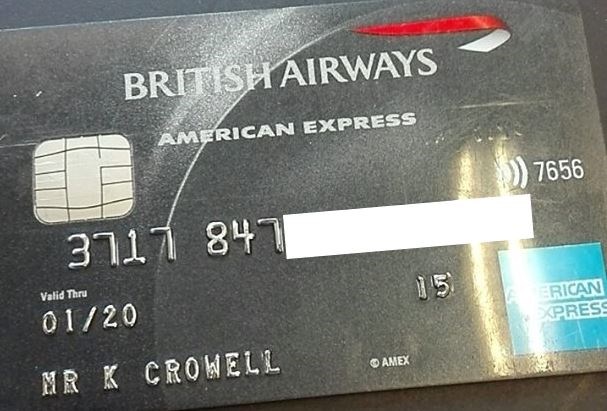 BRITISH AIRWAYS
AMERICAN EXPRESS
7656
3717 847
15
Valid Thru
01/20
AMERICAN
EXPRESS
MR K CROWELL
© AMEX